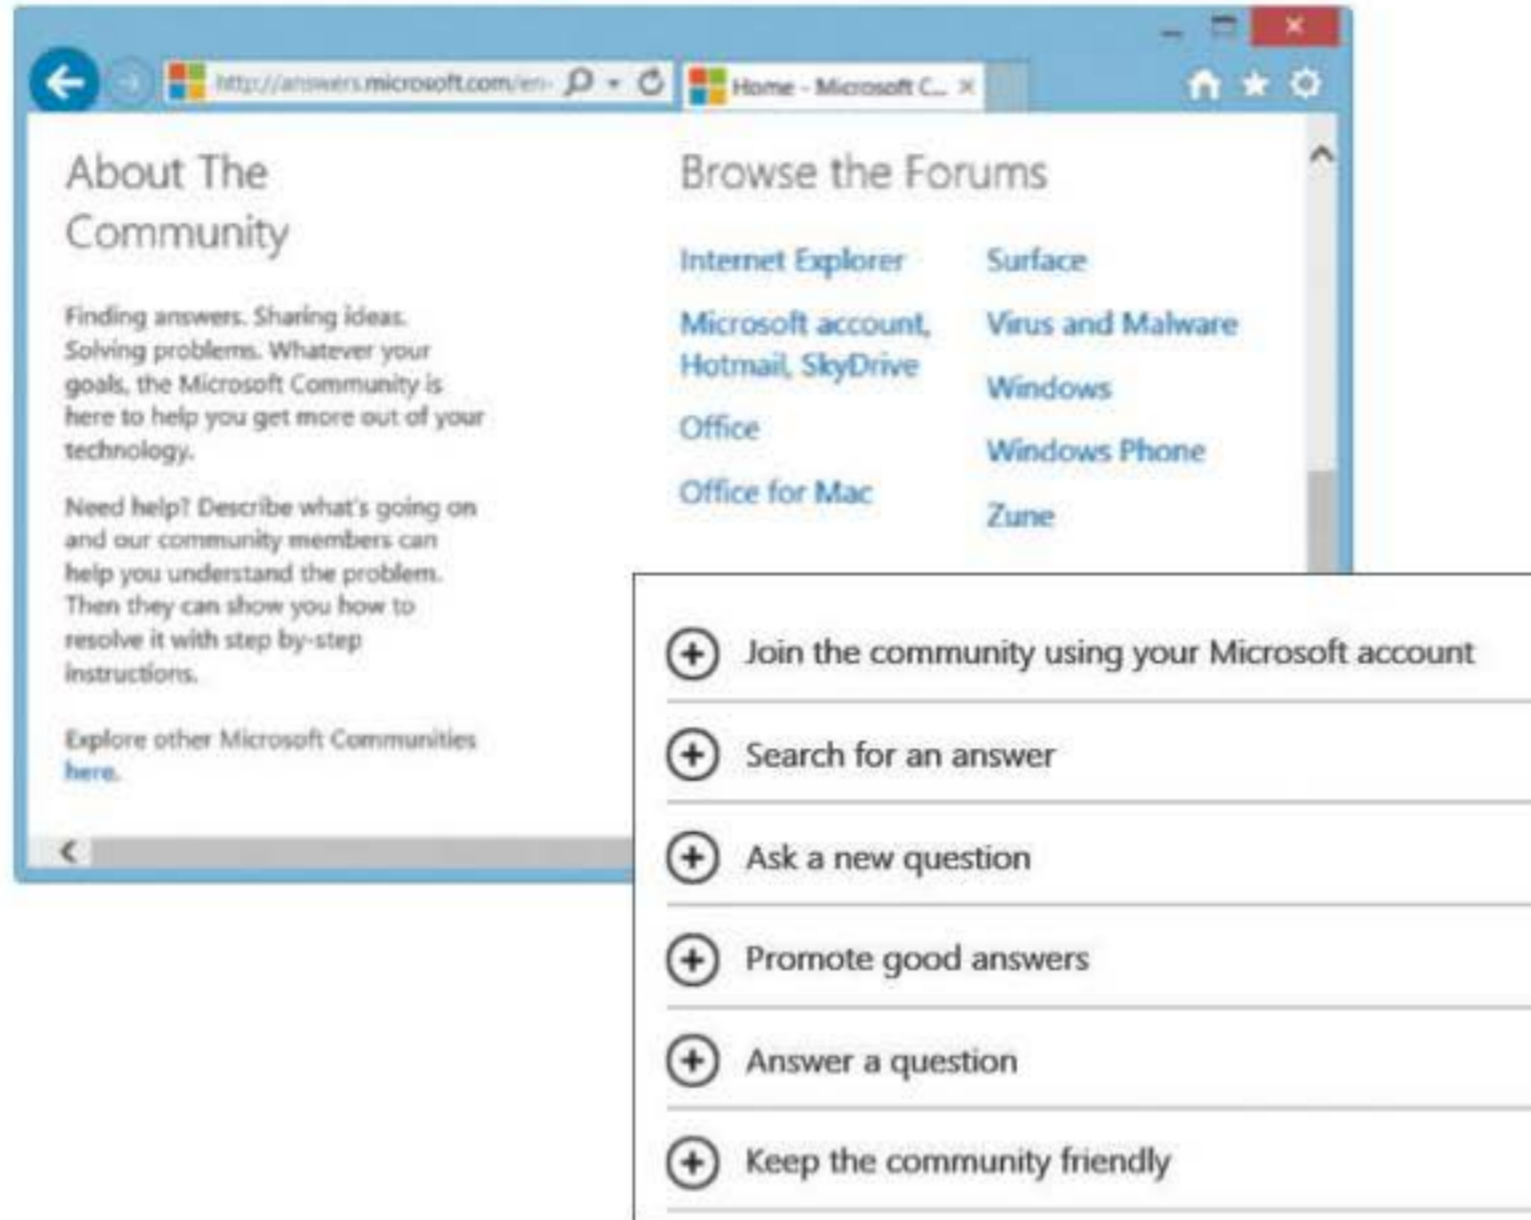 http://answers.microsoft.com/en-
Home - Microsoft C...
About The
Community
Finding answers. Sharing ideas.
Solving problems. Whatever your
goals, the Microsoft Community is
here to help you get more out of your
technology.
Need help? Describe what's going on
and our community members can
help you understand the problem.
Then they can show you how to
resolve it with step by-step
instructions.
Explore other Microsoft Communities
here.
Browse the Forums
Internet Explorer
Microsoft account,
Hotmail, SkyDrive
Office
Office for Mac
Surface
Virus and Malware
Windows
Windows Phone
Zune
Join the community using your Microsoft account
Search for an answer
Ask a new question
Promote good answers
Answer a question
Keep the community friendly